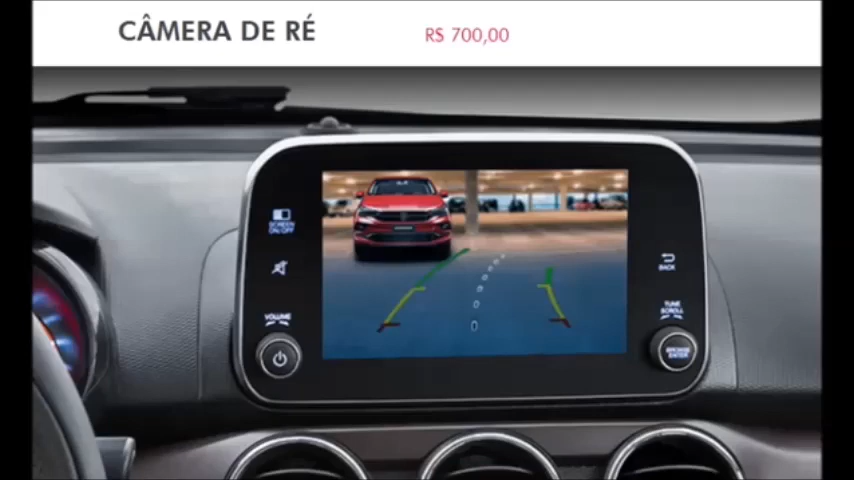 CÂMERA DE RÉ
R$ 700,00
SCREEN
ON/OFF
BACK
VOLUME
TUNE
SCROLL
BROWSE
ENTER